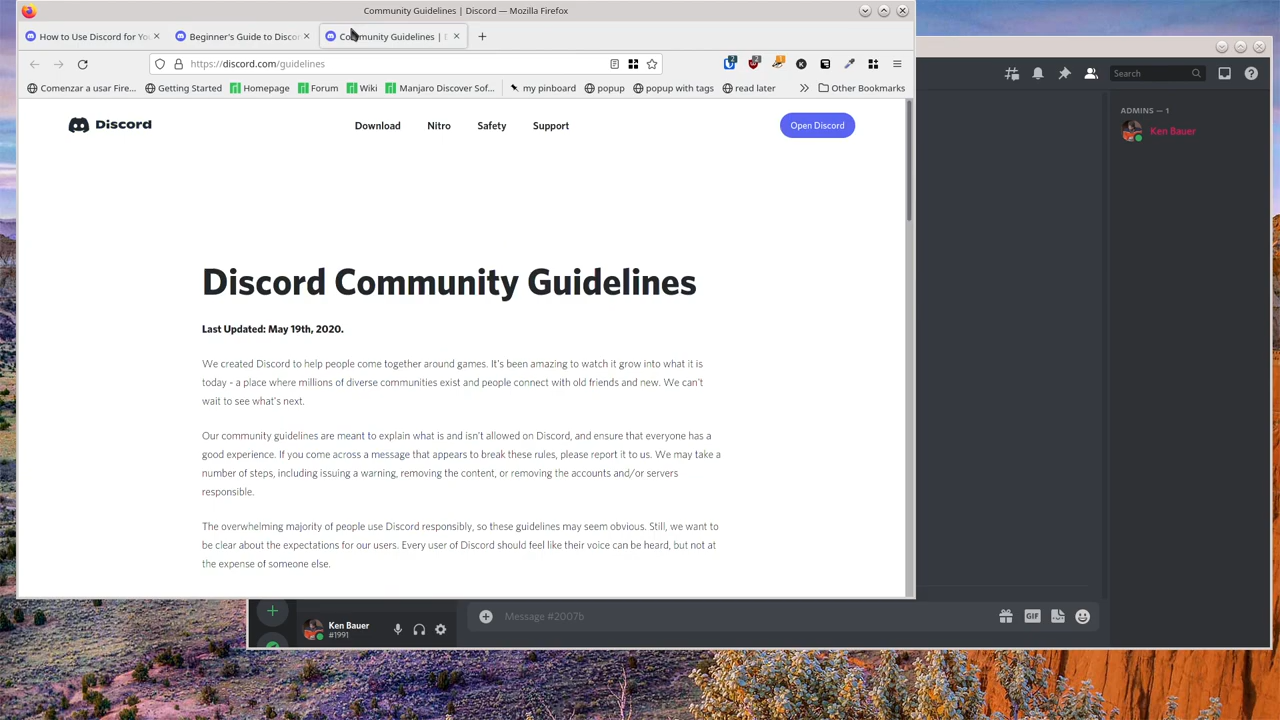 Community Guidelines | Discord — Mozilla Firefox
How to Use Discord for Yo
Beginner's Guide to Discor
Community Guidelines |
https://discord.com/guidelines
Comenzar a usar Fire...
Getting Started
Homepage
Forum
Wiki
Manjaro Discover Sof...
my pinboard
popup
popup with tags
read later
Other Bookmarks
Discord
Download
Nitro
Safety
Support
Open Discord
Discord Community Guidelines
Last Updated: May 19th, 2020.
We created Discord to help people come together around games. It's been amazing to watch it grow into what it is
today - a place where millions of diverse communities exist and people connect with old friends and new. We can't
wait to see what's next.
Our community guidelines are meant to explain what is and isn't allowed on Discord, and ensure that everyone has a
good experience. If you come across a message that appears to break these rules, please report it to us. We may take a
number of steps, including issuing a warning, removing the content, or removing the accounts and/or servers
responsible.
The overwhelming majority of people use Discord responsibly, so these guidelines may seem obvious. Still, we want to
be clear about the expectations for our users. Every user of Discord should feel like their voice can be heard, but not at
the expense of someone else.
Search
ADMINS — 1
Ken Bauer
Ken Bauer
#1991
Message #2007b
GIF